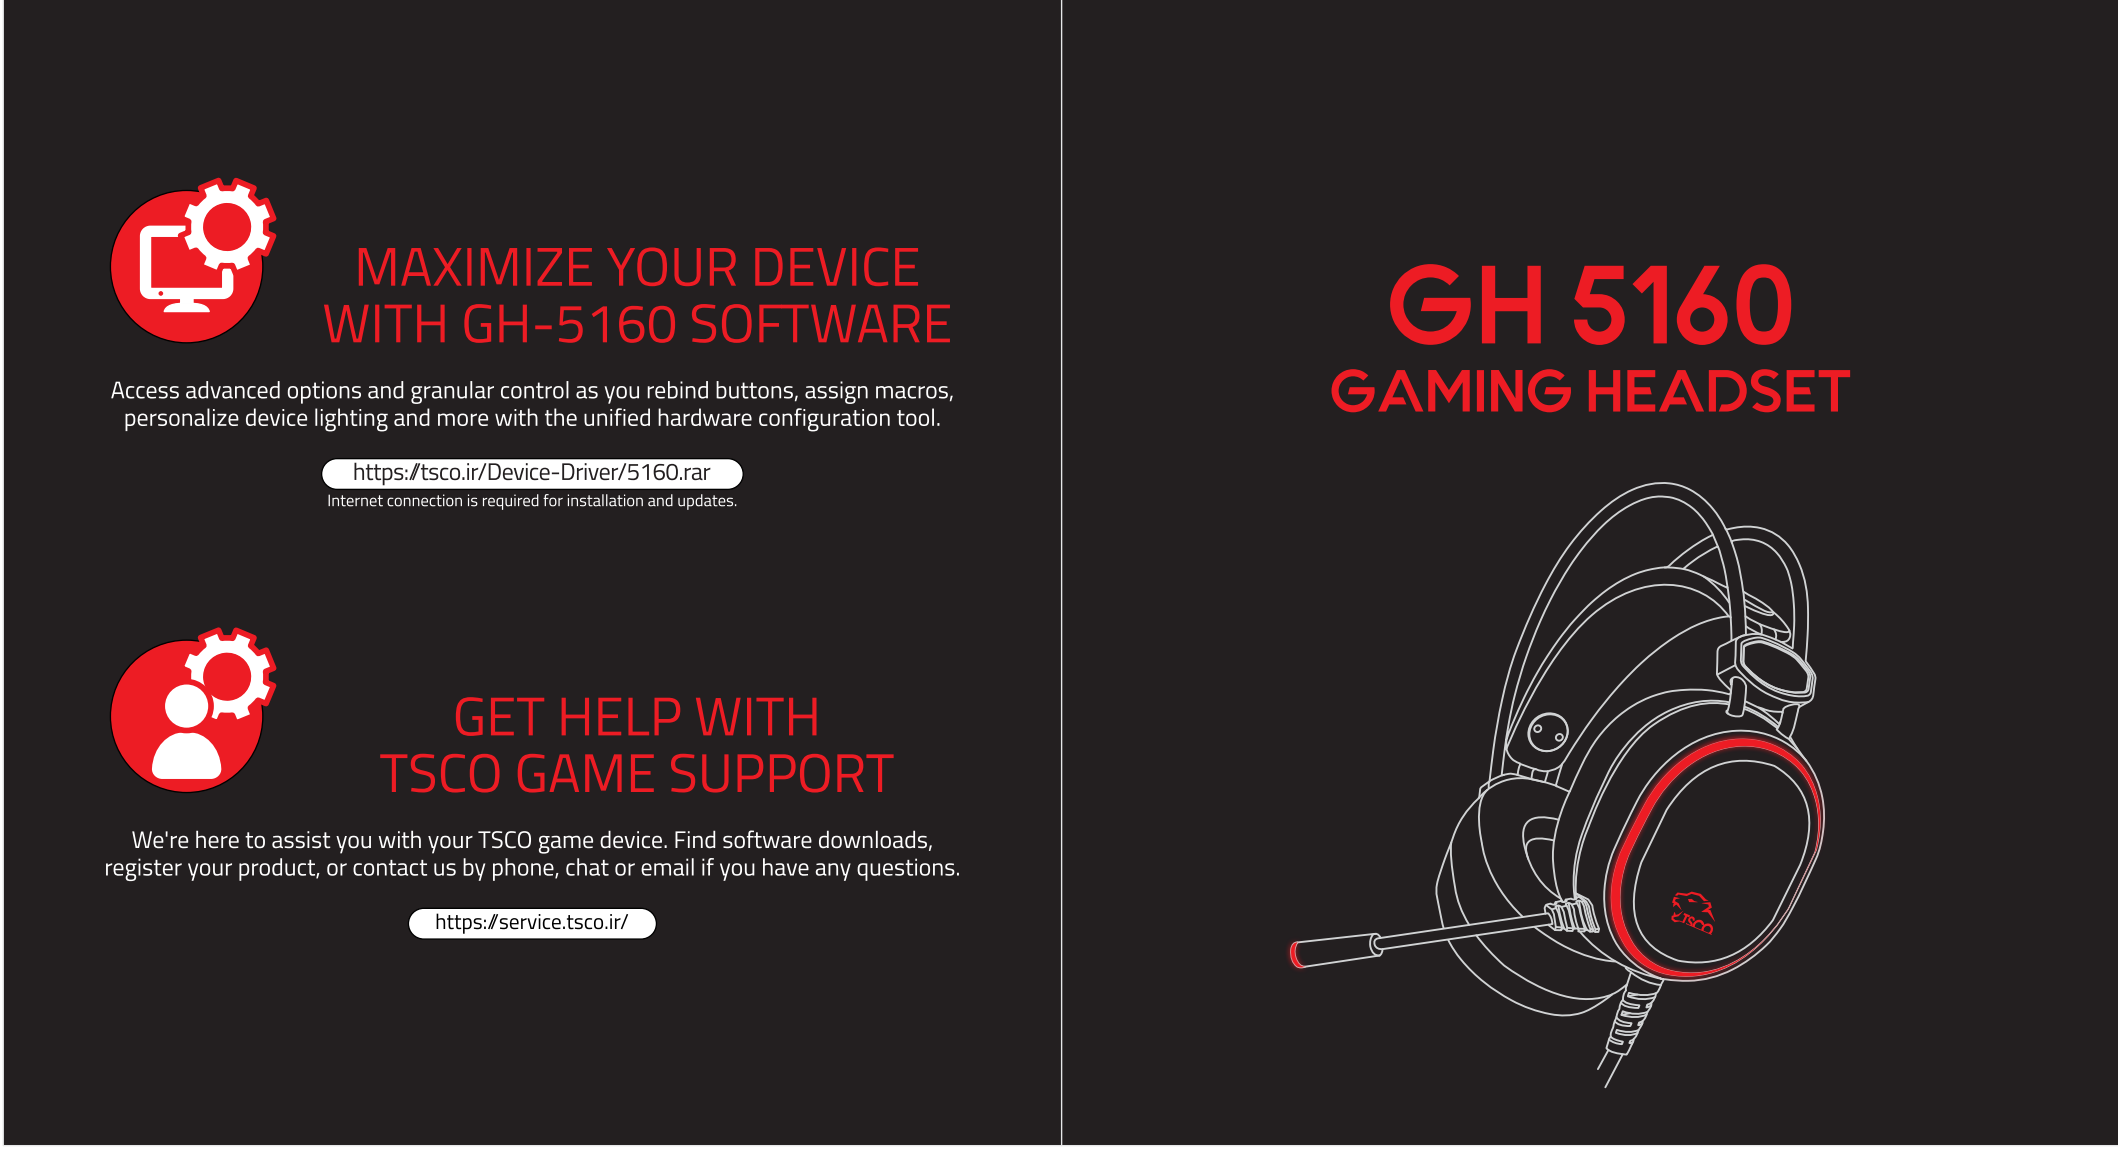 MAXIMIZE YOUR DEVICE
WITH GH-5160 SOFTWARE
Access advanced options and granular control as you rebind buttons, assign macros,
personalize device lighting and more with the unified hardware configuration tool.
https://tsco.ir/Device-Driver/5160.rar
Internet connection is required for installation and updates.
GET HELP WITH
TSCO GAME SUPPORT
We're here to assist you with your TSCO game device. Find software downloads,
register your product, or contact us by phone, chat or email if you have any questions.
https://service.tsco.ir/
GH 5160
GAMING HEADSET
TSCO